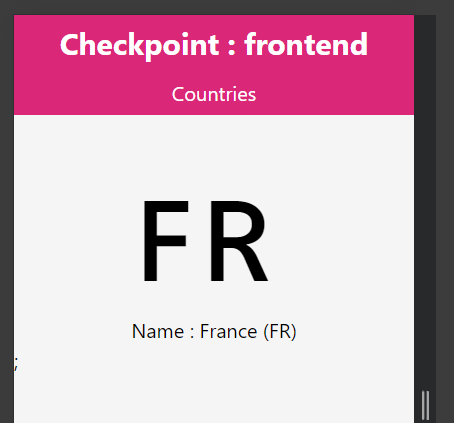 Checkpoint : frontend
Countries
FR
Name : France (FR)
;